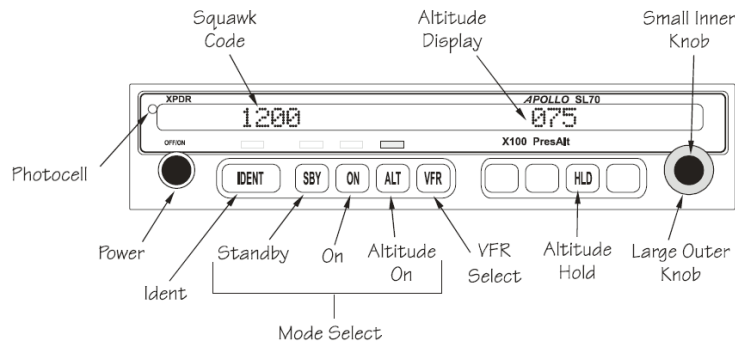 Squawk
Code
Altitude
Display
Small Inner
Knob
XPDR
APOLLO SL70
1200
075
OFF/ON
X100 PresAlt
IDENT
SBY
ON
ALT
VFR
HLD
Photocell
Power
Ident
Standby
On
Altitude
On
VFR
Select
Altitude
Hold
Large Outer
Knob
Mode Select